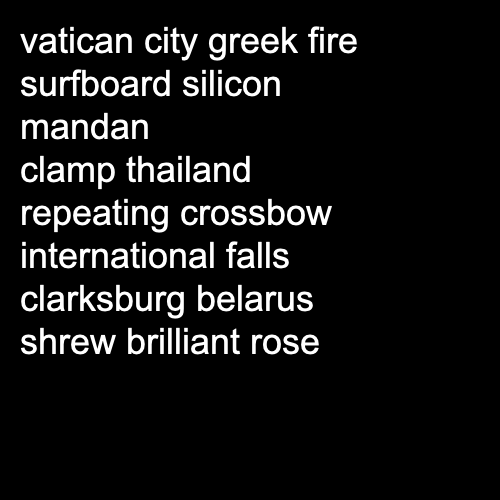 vatican city greek fire
surfboard silicon
mandan
clamp thailand
repeating crossbow
international falls
clarksburg belarus
shrew brilliant rose